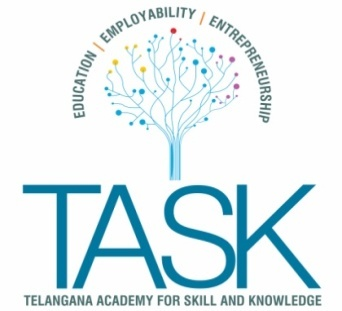 EDUCATION | EMPLOYABILITY | ENTREPRENEURSHIP
TASK
TELANGANA ACADEMY FOR SKILL AND KNOWLEDGE